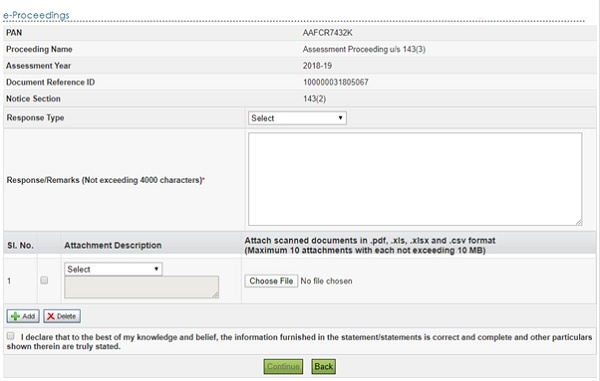 e-Proceedings
PAN AAFCR7432K
Proceeding Name Assessment Proceeding u/s 143(3)
Assessment Year 2018-19
Document Reference ID 100000031805067
Notice Section 143(2)
Response Type Select
Response/Remarks (Not exceeding 4000 characters)*
Sl. No. Attachment Description Attach scanned documents in .pdf, .xls, .xlsx and .csv format
(Maximum 10 attachments with each not exceeding 10 MB)
1 Select Choose File No file chosen
Add Delete
I declare that to the best of my knowledge and belief, the information furnished in the statement/statements is correct and complete and other particulars
shown therein are truly stated.
Continue Back